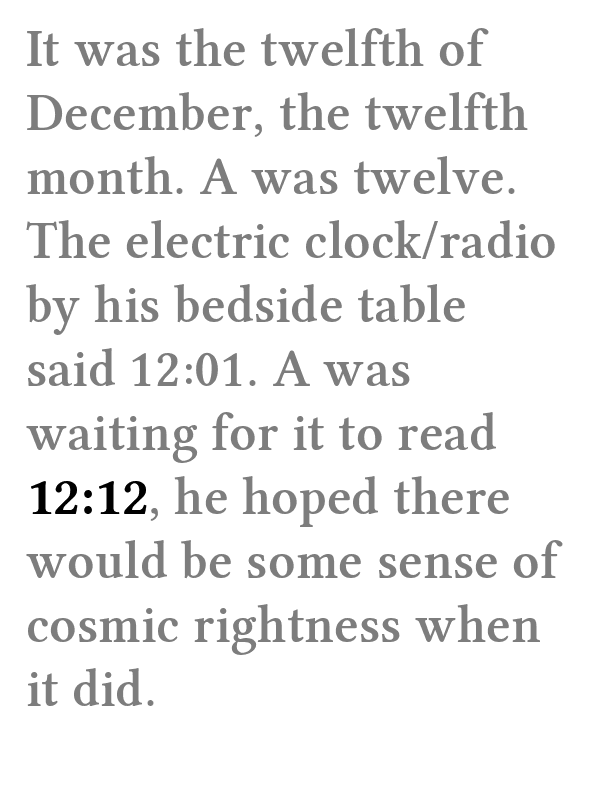 It was the twelfth of
December, the twelfth
month. A was twelve.
The electric clock/radio
by his bedside table
said 12:01. A was
waiting for it to read
12:12, he hoped there
would be some sense of
cosmic rightness when
it did.